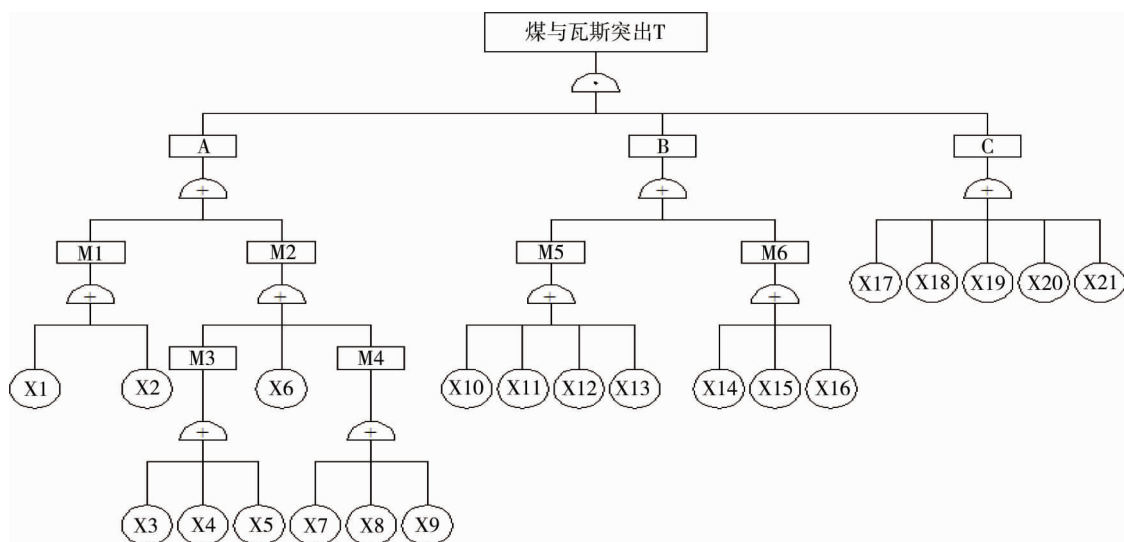 煤与瓦斯突出T
·
A
B
C
+
+
+
M1
M2
M5
M6
+
+
+
+
X17
X18
X19
X20
X21
M3
M4
X1
X2
X6
X10
X11
X12
X13
X14
X15
X16
+
+
X3
X4
X5
X7
X8
X9